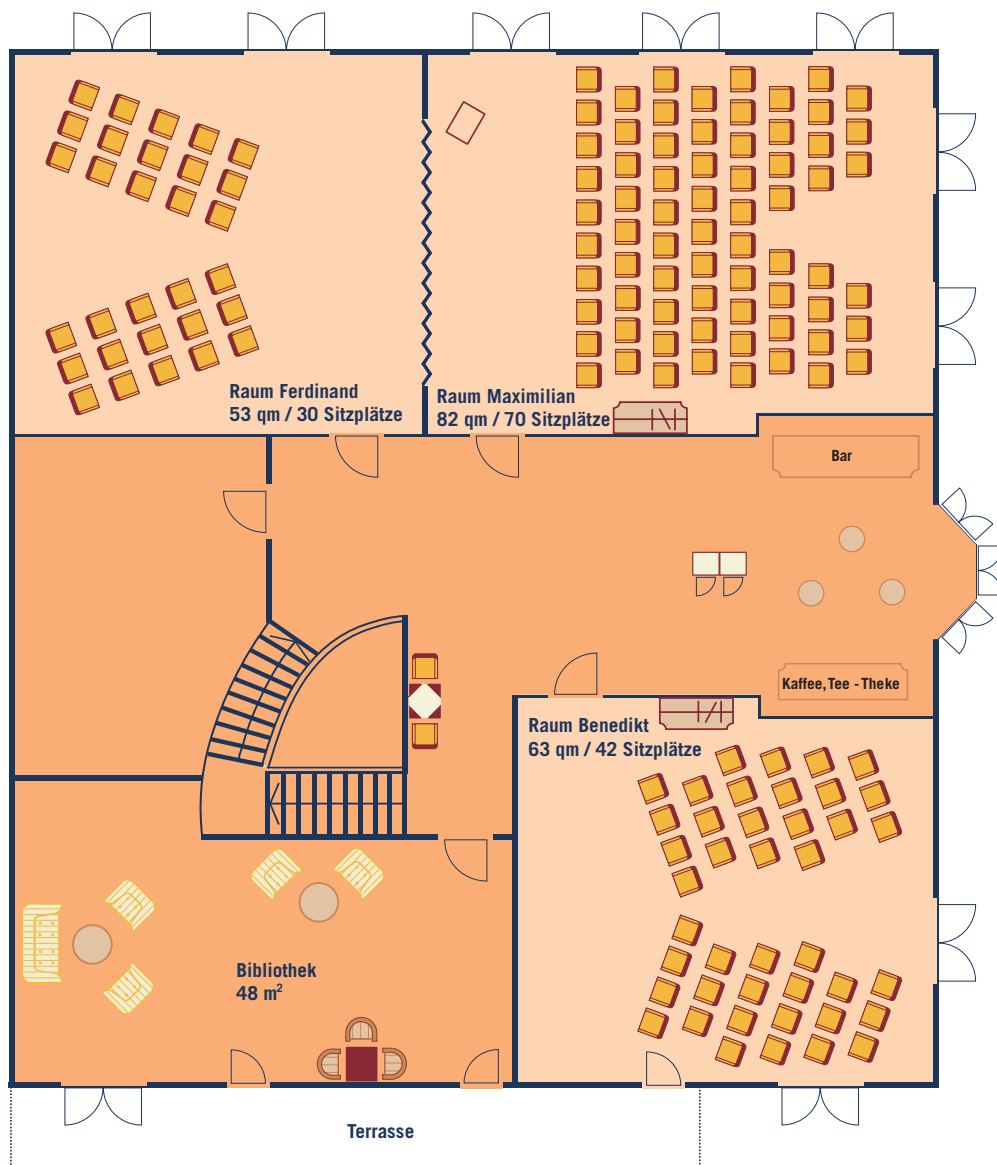 Raum Ferdinand
53 qm / 30 Sitzplätze
Raum Maximilian
82 qm / 70 Sitzplätze
Bar
Kaffee, Tee - Theke
Raum Benedikt
63 qm / 42 Sitzplätze
Bibliothek
48 m²
Terrasse